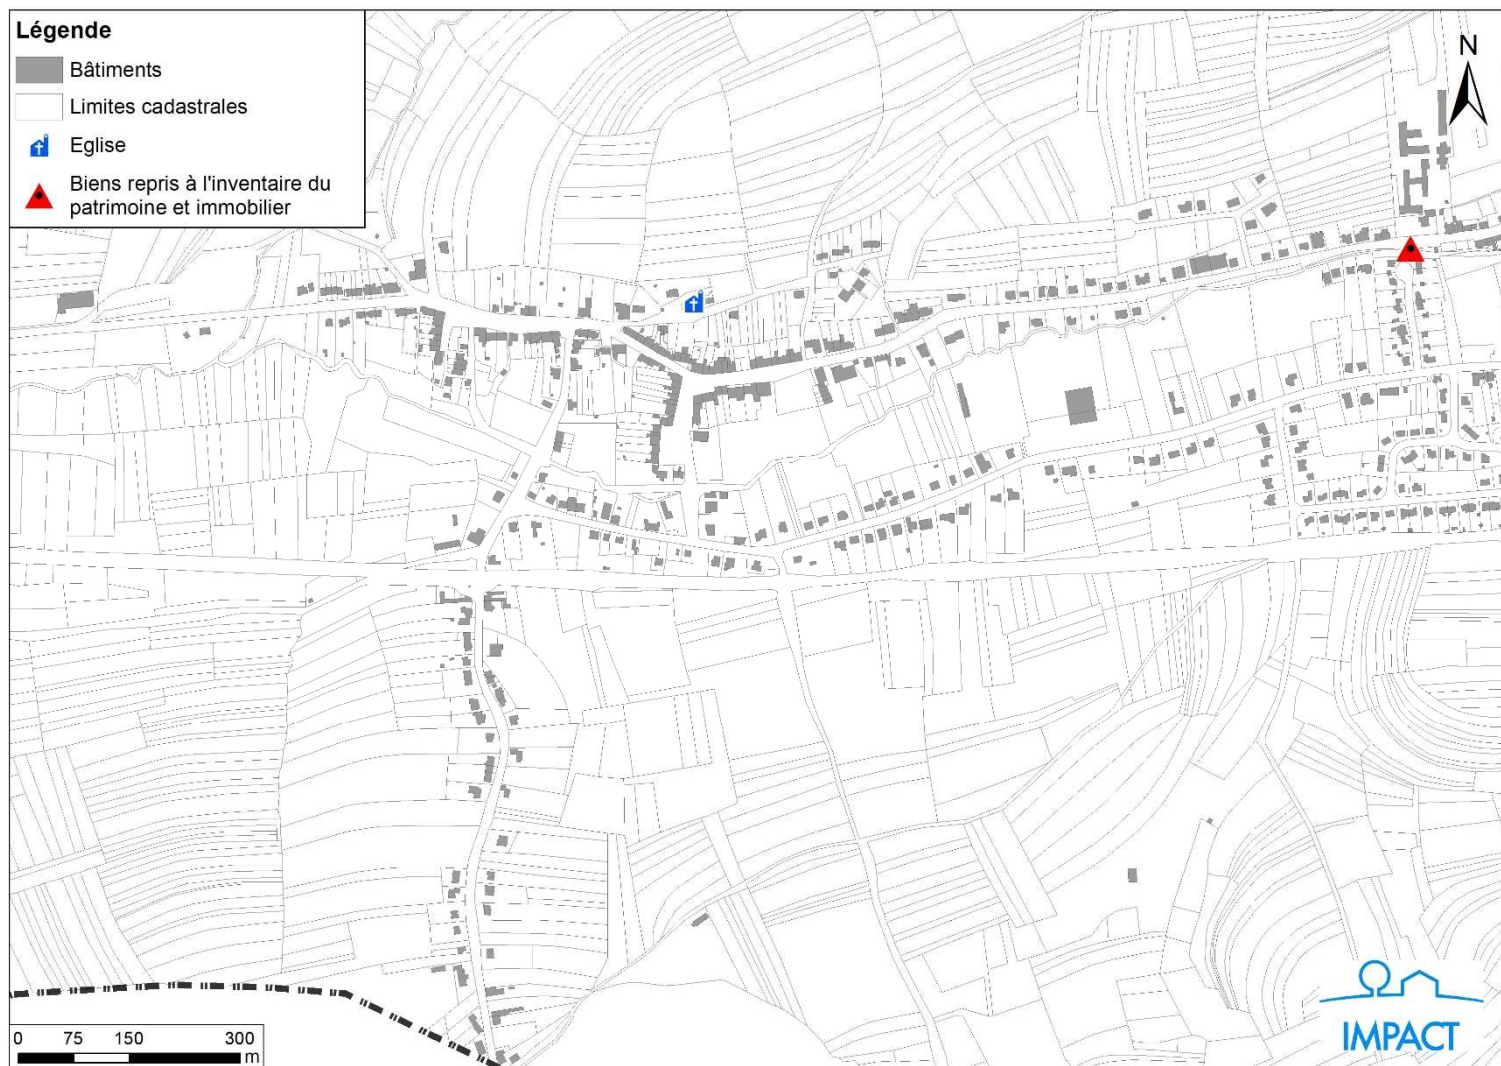 Légende
Bâtiments
Limites cadastrales
Eglise
Biens repris à l'inventaire du
patrimoine et immobilier
N
0 75 150 300
m
IMPACT